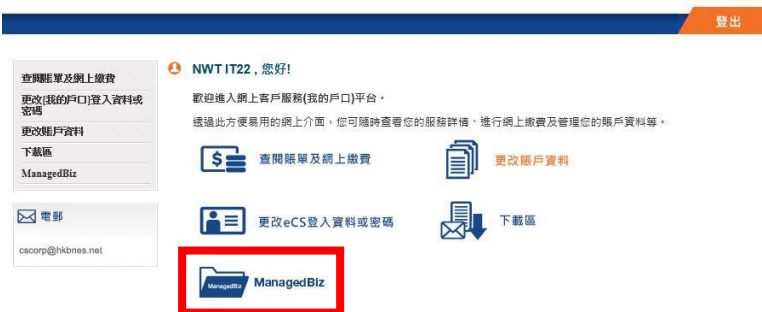 登出
查閱賬單及網上繳費
更改[我的戶口]登入資料或
密碼
更改賬戶資料
下載區
ManagedBiz
電郵
cscorp@hkbnes.net
NWT IT22 , 您好!
歡迎進入網上客戶服務(我的戶口)平台。
透過此方便易用的網上介面，您可隨時查看您的服務詳情、進行網上繳費及管理您的賬戶資料等。
查閱賬單及網上繳費
更改賬戶資料
更改eCS登入資料或密碼
下載區
ManagedBiz
ManagedBiz